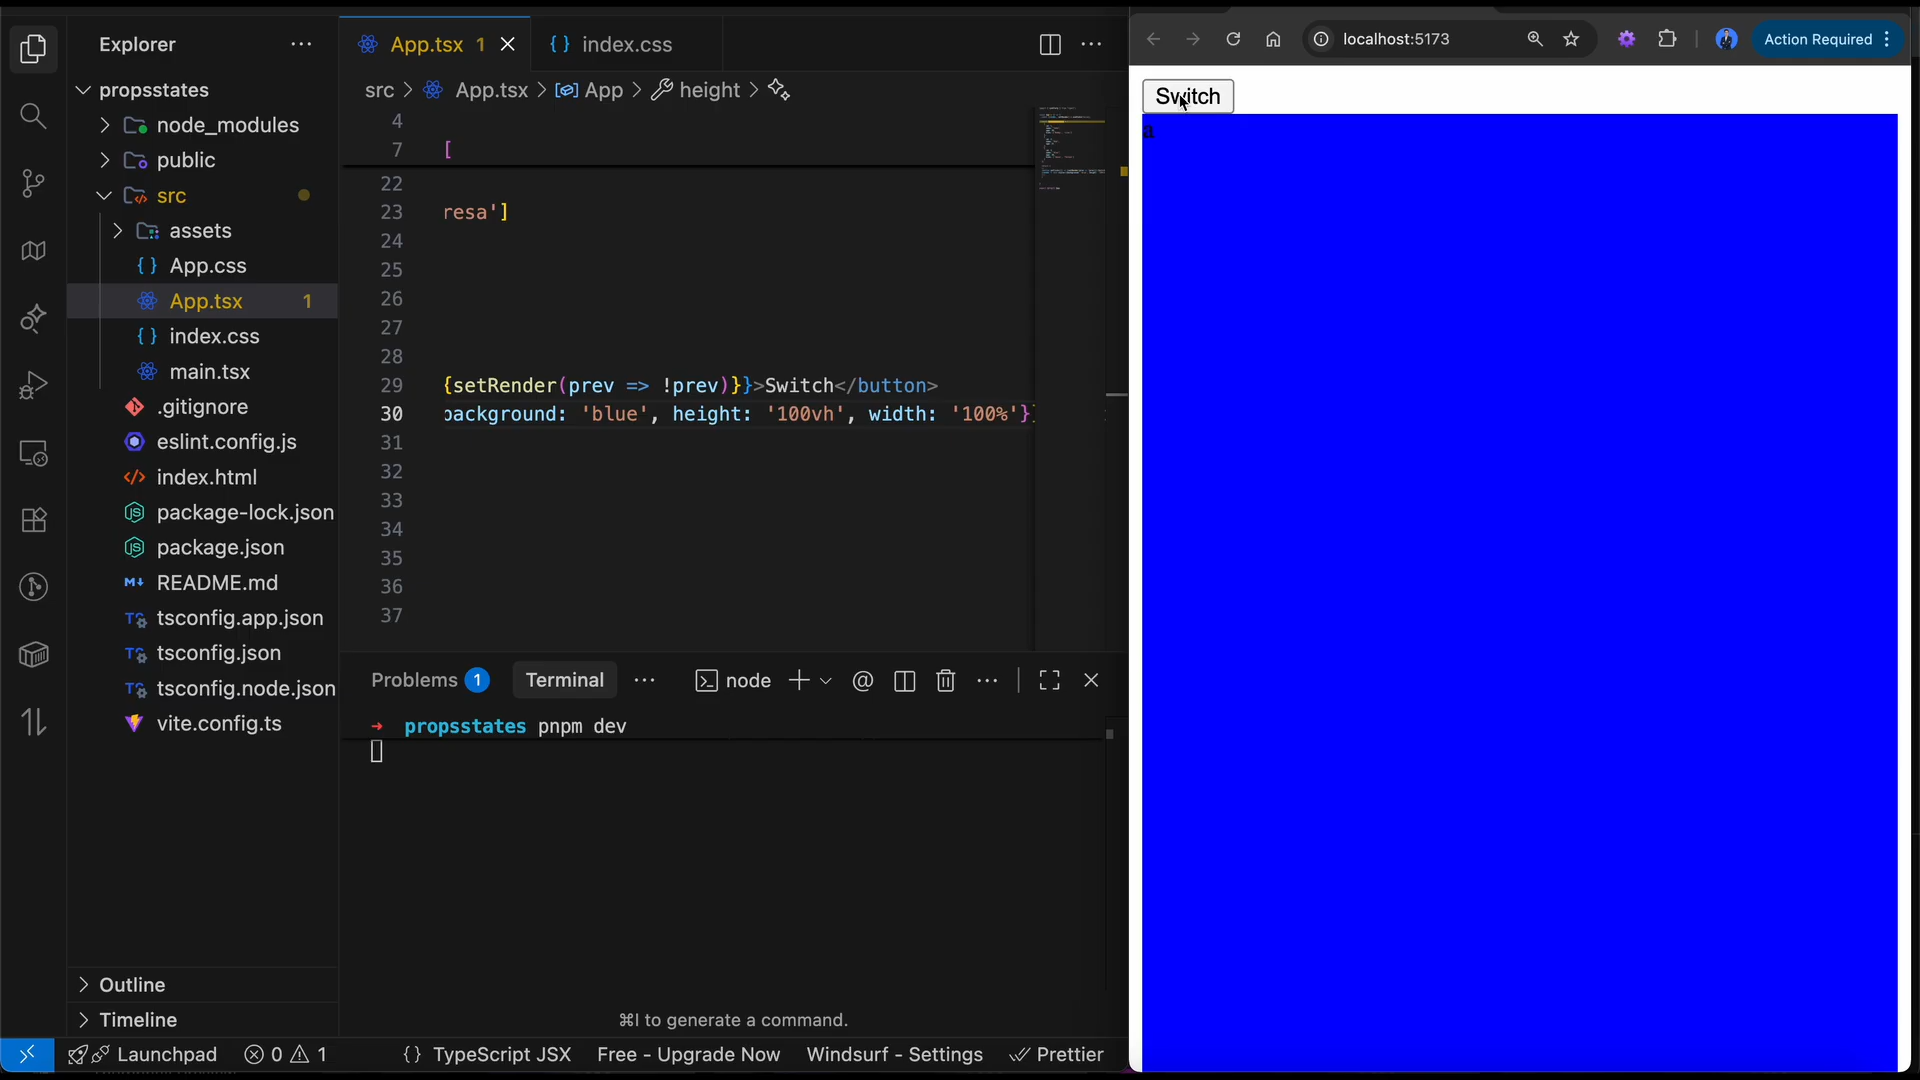 Explorer
propsstates
node_modules
public
src
assets
App.css
App.tsx 1
index.css
main.tsx
.gitignore
eslint.config.js
index.html
package-lock.json
package.json
README.md
tsconfig.app.json
tsconfig.json
tsconfig.node.json
vite.config.ts
Outline
Timeline
App.tsx 1
index.css
src > App.tsx > App > height >
4
7 [
22
23 resa']
24
25
26
27
28
29 {setRender(prev => !prev)}}>Switch</button>
30 background: 'blue', height: '100vh', width: '100%'}}
31
32
33
34
35
36
37
Problems 1 Terminal node
→ propsstates pnpm dev
⌘I to generate a command.
Launchpad 0 1 {} TypeScript JSX Free - Upgrade Now Windsurf - Settings Prettier
localhost:5173 Action Required
Switch
a